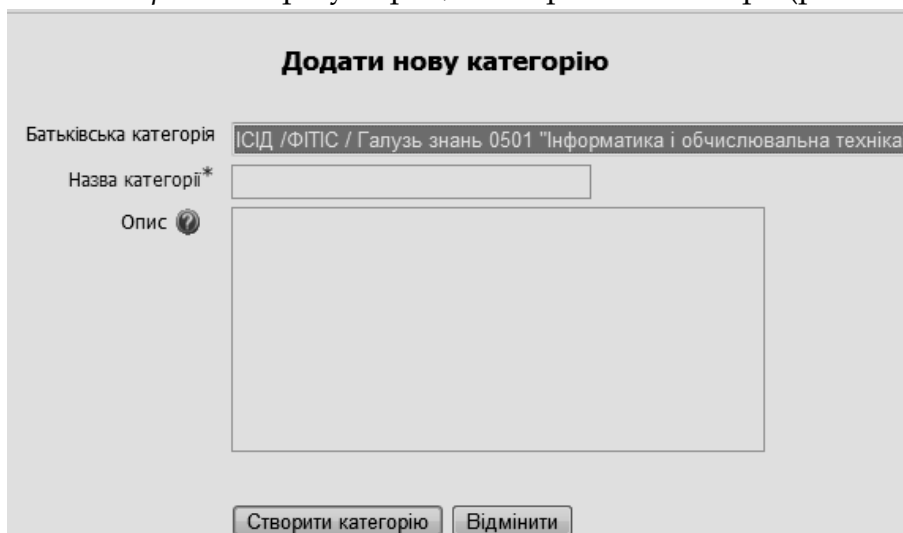 Додати нову категорію
Батьківська категорія ІСІД /ФІТІС / Галузь знань 0501 "Інформатика і обчислювальна техніка
Назва категорії*
Опис
Створити категорію Відмінити